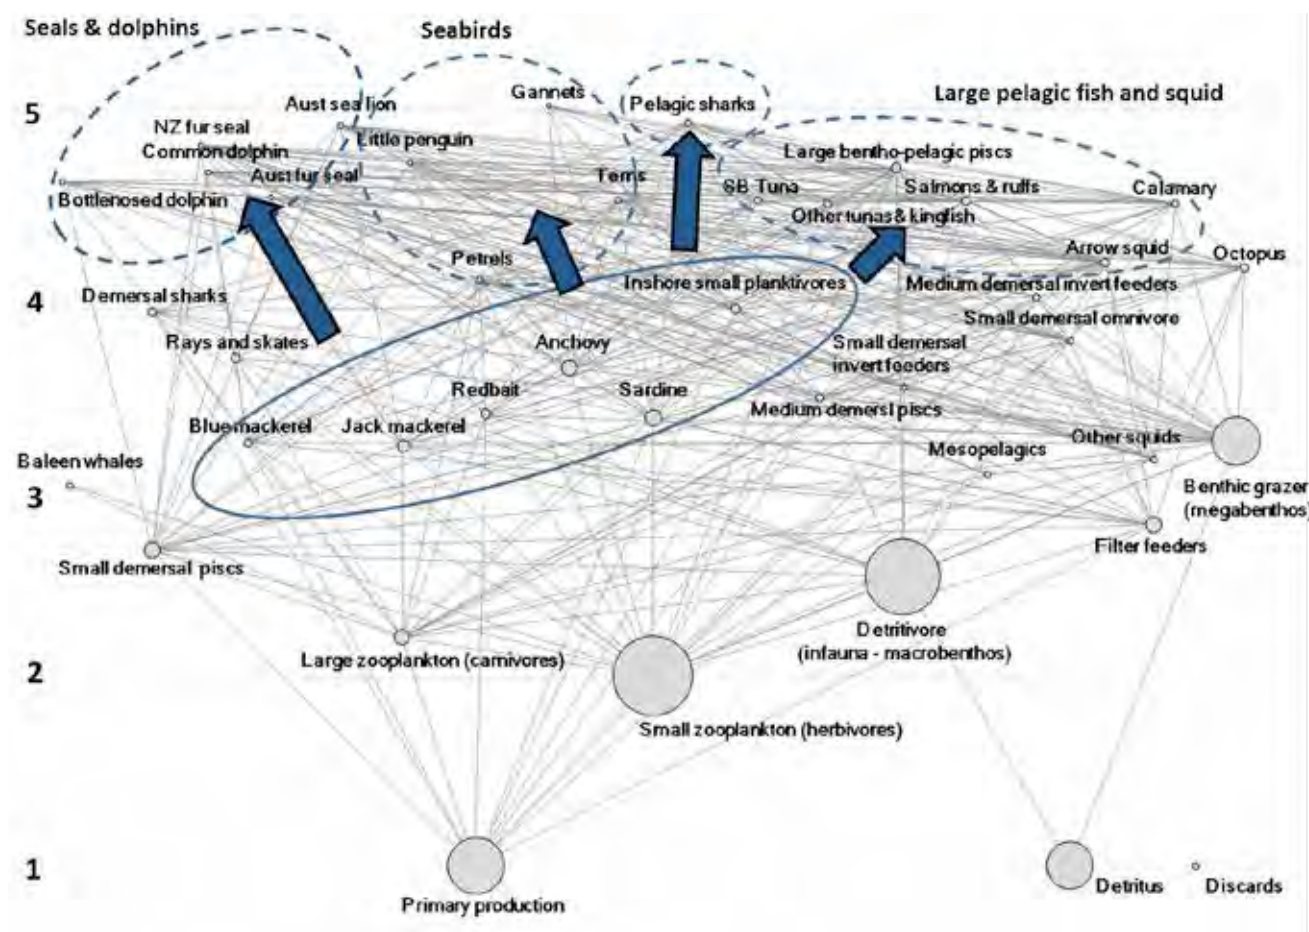 Seals & dolphins
Seabirds
Large pelagic fish and squid
5
Aust sea lion
Gannets
Pelagic sharks
NZ fur seal
Little penguin
Common dolphin
Large bentho-pelagic piscs
Aust fur seal
Terns
SB Tuna
Salmons & ruffs
Calamary
Bottlenosed dolphin
Other tunas & kingfish
Arrow squid
Octopus
Petrels
4
Demersal sharks
Inshore small planktivores
Medium demersal invert feeders
Small demersal omnivore
Rays and skates
Anchovy
Small demersal
invert feeders
Redbait
Sardine
Medium demersl piscs
Blue mackerel
Jack mackerel
Other squids
Mesopelagics
Baleen whales
3
Benthic grazer
(megabenthos)
Filter feeders
Small demersal piscs
Detritivore
(infauna - macrobenthos)
Large zooplankton (carnivores)
2
Small zooplankton (herbivores)
1
Primary production
Detritus
Discards